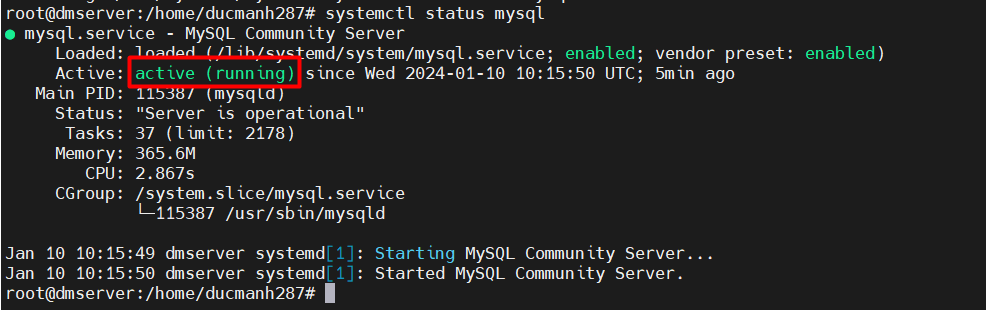 root@dmserver:/home/ducmanh287# systemctl status mysql
● mysql.service - MySQL Community Server
Loaded: loaded (/lib/systemd/system/mysql.service; enabled; vendor preset: enabled)
Active: active (running) since Wed 2024-01-10 10:15:50 UTC; 5min ago
Main PID: 115387 (mysqld)
Status: "Server is operational"
Tasks: 37 (limit: 2178)
Memory: 365.6M
CPU: 2.867s
CGroup: /system.slice/mysql.service
└─115387 /usr/sbin/mysqld
Jan 10 10:15:49 dmserver systemd[1]: Starting MySQL Community Server...
Jan 10 10:15:50 dmserver systemd[1]: Started MySQL Community Server.
root@dmserver:/home/ducmanh287#